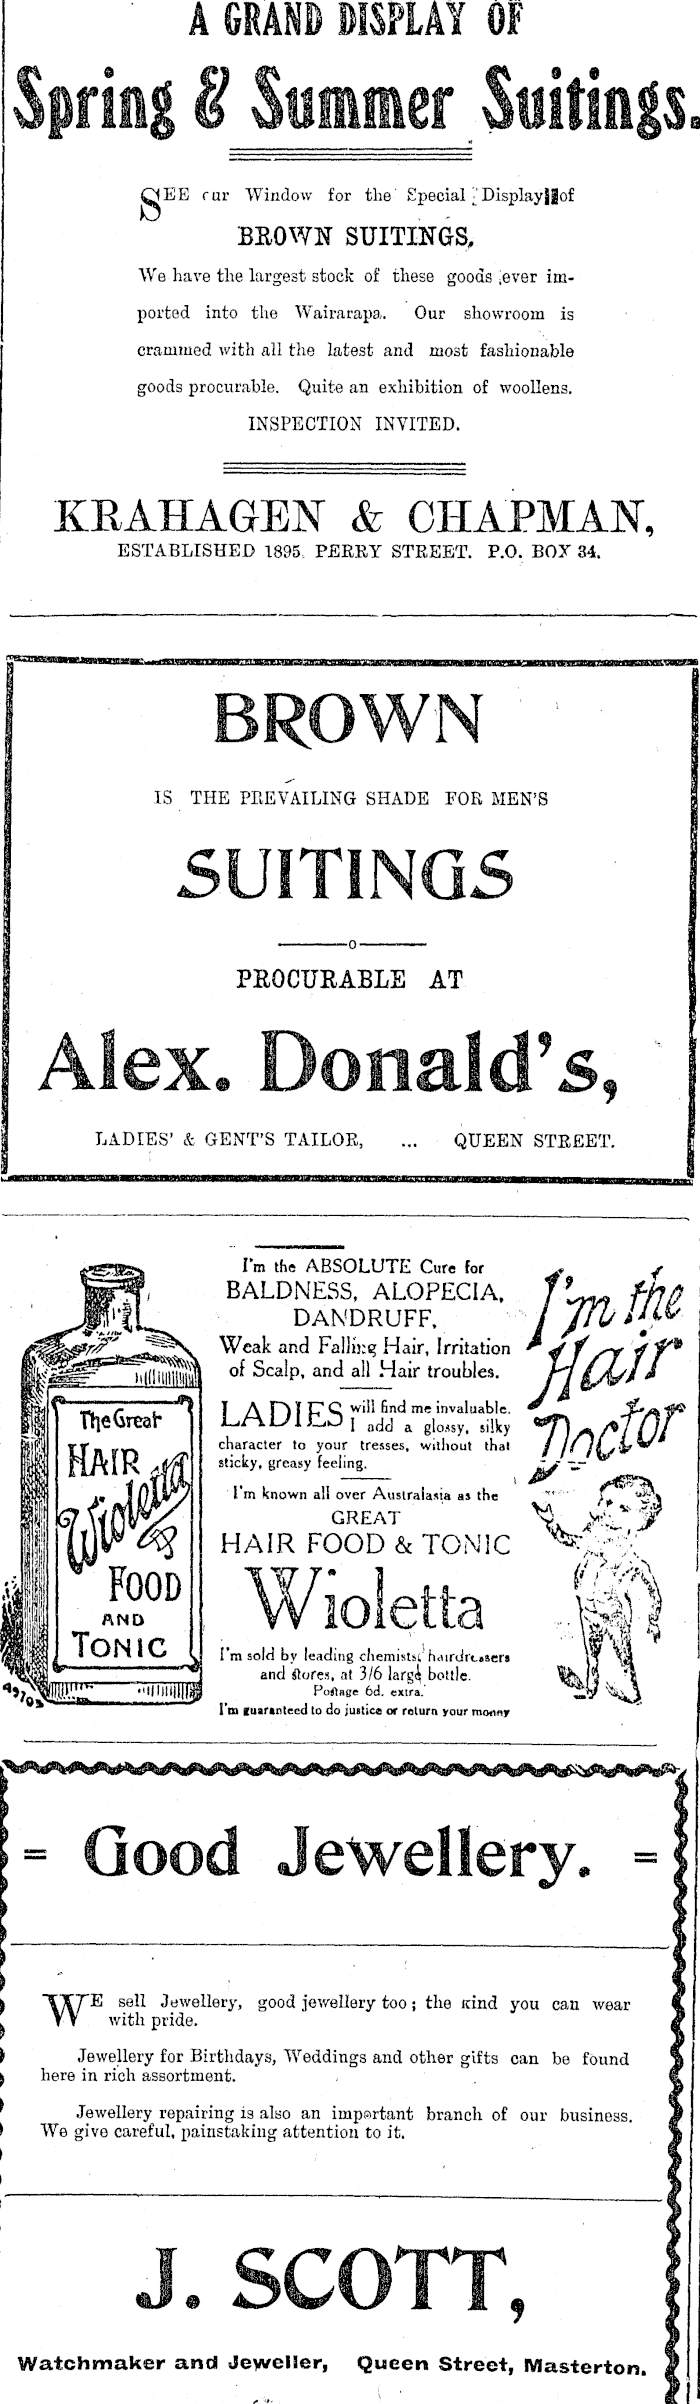 A GRAND DISPLAY OF
Spring & Summer Suitings.
SEE our Window for the Special Display of
BROWN SUITINGS.
We have the largest stock of these goods ever im-
ported into the Wairarapa. Our showroom is
crammed with all the latest and most fashionable
goods procurable. Quite an exhibition of woollens.
INSPECTION INVITED.
KRAHAGEN & CHAPMAN,
ESTABLISHED 1895. PERRY STREET. P.O. BOX 34.
BROWN
IS THE PREVAILING SHADE FOR MEN'S
SUITINGS
PROCURABLE AT
Alex. Donald's,
LADIES' & GENT'S TAILOR, ... QUEEN STREET.
The Great
HAIR
Wioletta
FOOD
AND
TONIC
I'm the ABSOLUTE Cure for
BALDNESS, ALOPECIA,
DANDRUFF,
Weak and Falling Hair, Irritation
of Scalp, and all Hair troubles.
LADIES will find me invaluable.
I add a glossy, silky
character to your tresses, without that
sticky, greasy feeling.
I'm known all over Australasia as the
GREAT
HAIR FOOD & TONIC
Wioletta
I'm sold by leading chemists, hairdressers
and stores, at 3/6 large bottle.
Postage 6d. extra.
I'm guaranteed to do justice or return your money
I'm the
Hair
Doctor
= Good Jewellery. =
WE sell Jewellery, good jewellery too; the kind you can wear
with pride.
Jewellery for Birthdays, Weddings and other gifts can be found
here in rich assortment.
Jewellery repairing is also an important branch of our business.
We give careful, painstaking attention to it.
J. SCOTT,
Watchmaker and Jeweller, Queen Street, Masterton.